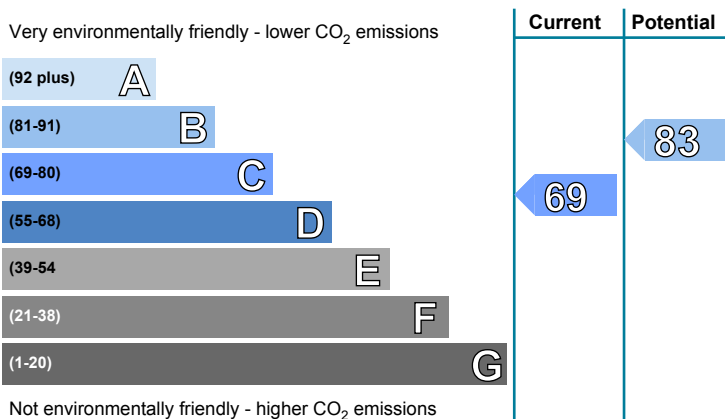 Very environmentally friendly - lower CO2 emissions
Current
Potential
(92 plus) A
(81-91) B
83
(69-80) C
69
(55-68) D
(39-54 E
(21-38) F
(1-20) G
Not environmentally friendly - higher CO2 emissions